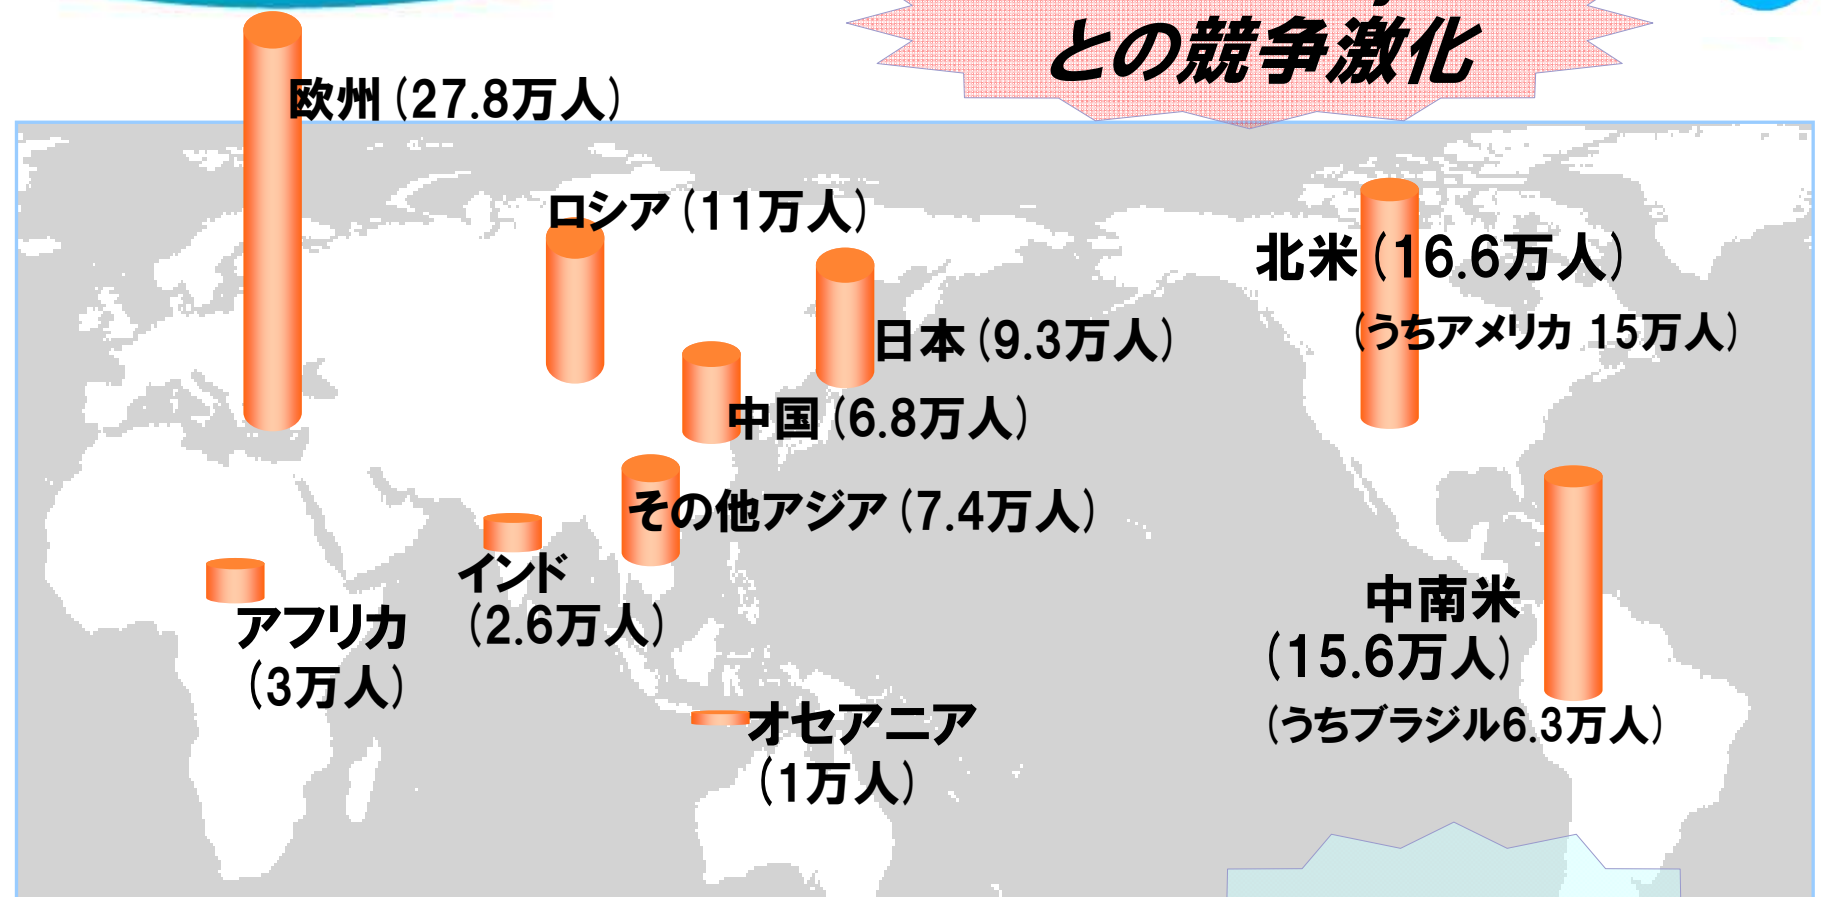 との競争激化
欧州(27.8万人)
ロシア(11万人)
北米(16.6万人)
(うちアメリカ 15万人)
日本(9.3万人)
中国(6.8万人)
その他アジア(7.4万人)
インド
(2.6万人)
アフリカ
(3万人)
中南米
(15.6万人)
(うちブラジル6.3万人)
オセアニア
(1万人)